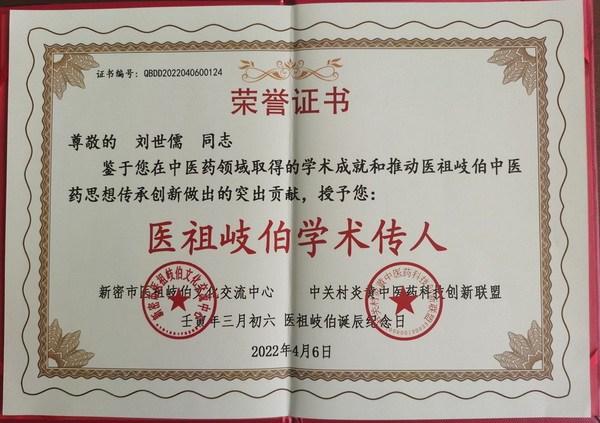 证书编号：QBDD2022040600124
荣誉证书
尊敬的 刘世儒 同志
鉴于您在中医药领域取得的学术成就和推动医祖岐伯中医
药思想传承创新做出的突出贡献，授予您：
医祖岐伯学术传人
新密市医祖岐伯文化交流中心 中关村炎黄中医药科技创新联盟
壬寅年三月初六 医祖岐伯诞辰纪念日
2022年4月6日